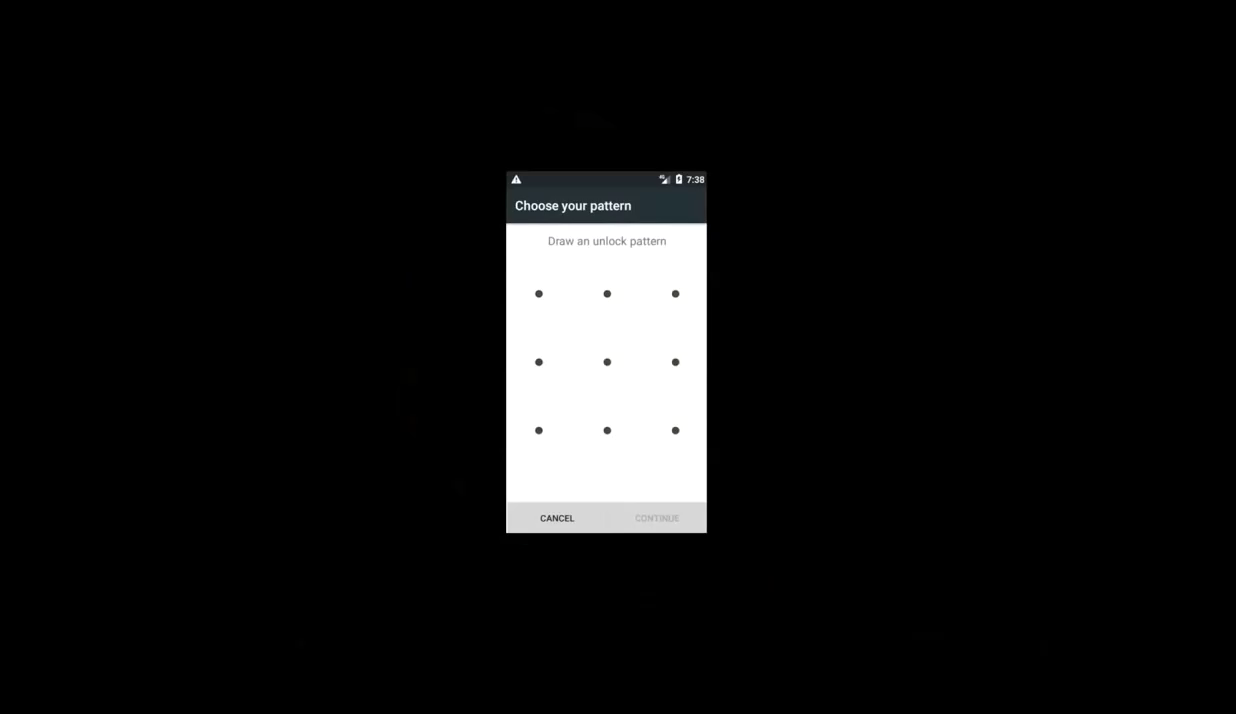 7:38
Choose your pattern
Draw an unlock pattern
CANCEL CONTINUE